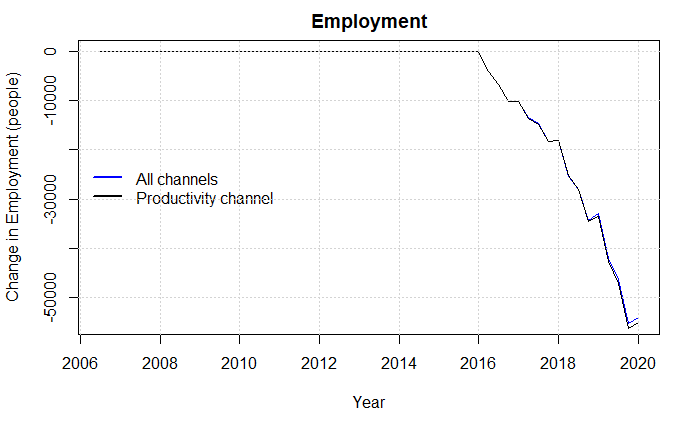 Employment
Change in Employment (people)
0
-10000
-30000
-50000
All channels
Productivity channel
2006 2008 2010 2012 2014 2016 2018 2020
Year